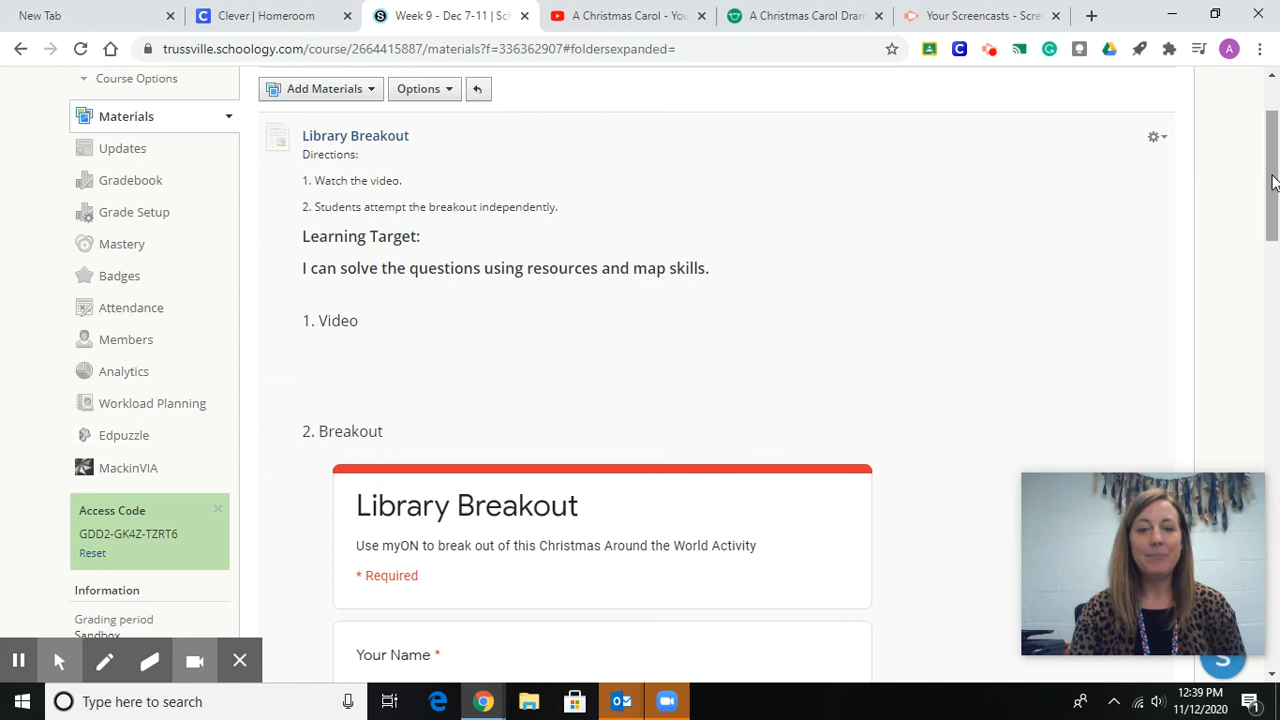 New Tab
Clever | Homeroom
Week 9 - Dec 7-11 | Sch
A Christmas Carol - You
A Christmas Carol Dram
Your Screencasts - Scre
trussville.schoology.com/course/2664415887/materials?f=336362907#foldersexpanded=
A
Course Options
Add Materials
Options
Materials
Updates
Gradebook
Grade Setup
Mastery
Badges
Attendance
Members
Analytics
Workload Planning
Edpuzzle
MackinVIA
Access Code
GDD2-GK4Z-TZRT6
Reset
Information
Grading period
Sandbox
Library Breakout
Directions:
1. Watch the video.
2. Students attempt the breakout independently.
Learning Target:
I can solve the questions using resources and map skills.
1. Video
2. Breakout
Library Breakout
Use myON to break out of this Christmas Around the World Activity
* Required
Your Name *
Type here to search
12:39 PM
11/12/2020